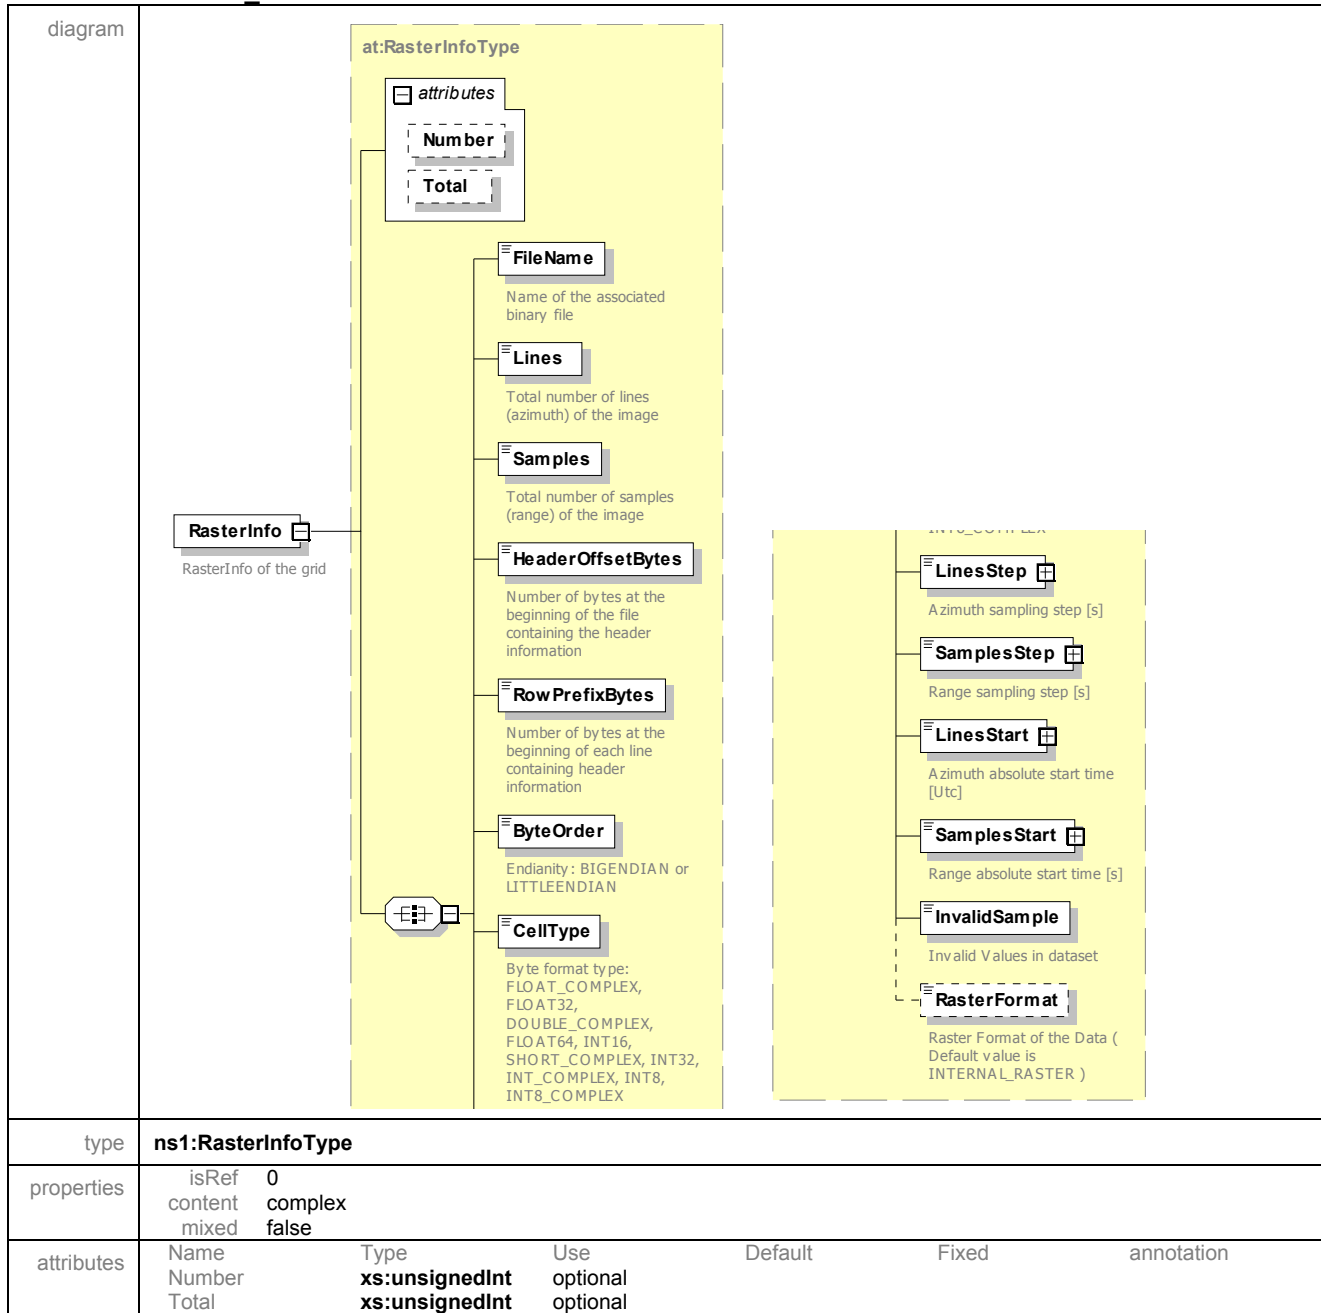 diagram
at:RasterInfoType
attributes
Number
Total
FileName
Name of the associated
binary file
Lines
Total number of lines
(azimuth) of the image
Samples
Total number of samples
(range) of the image
RasterInfo
RasterInfo of the grid
HeaderOffsetBytes
Number of bytes at the
beginning of the file
containing the header
information
RowPrefixBytes
Number of bytes at the
beginning of each line
containing header
information
ByteOrder
Endianity: BIGENDIAN or
LITTLEENDIAN
CellType
Byte format type:
FLOAT_COMPLEX,
FLOAT32,
DOUBLE_COMPLEX,
FLOAT64, INT16,
SHORT_COMPLEX, INT32,
INT_COMPLEX, INT8,
INT8_COMPLEX
INT8_COMPLEX
LinesStep
Azimuth sampling step [s]
SamplesStep
Range sampling step [s]
LinesStart
Azimuth absolute start time
[Utc]
SamplesStart
Range absolute start time [s]
InvalidSample
Invalid Values in dataset
RasterFormat
Raster Format of the Data (
Default value is
INTERNAL_RASTER )
type ns1:RasterInfoType
properties isRef 0
content complex
mixed false
attributes Name Type Use Default Fixed annotation
Number xs:unsignedInt optional
Total xs:unsignedInt optional